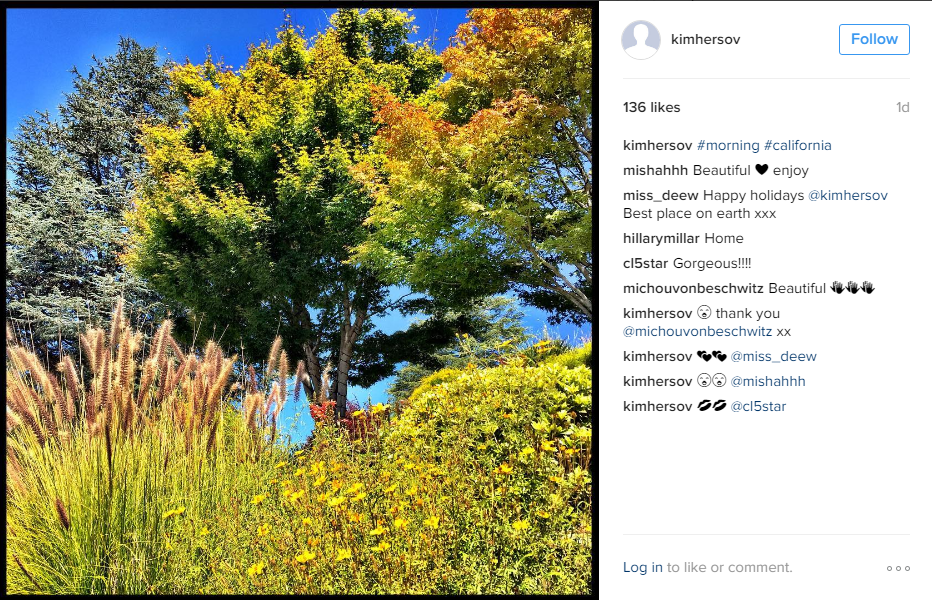 kimhersov
Follow
136 likes
1d
kimhersov #morning #california
mishahhh Beautiful ♥ enjoy
miss_deew Happy holidays @kimhersov
Best place on earth xxx
hillarymillar Home
cl5star Gorgeous!!!!
michouvonbeschwitz Beautiful 👋👋👋
kimhersov 😘 thank you
@michouvonbeschwitz xx
kimhersov 💕💕 @miss_deew
kimhersov 😘😘 @mishahhh
kimhersov 💋💋 @cl5star
Log in to like or comment.